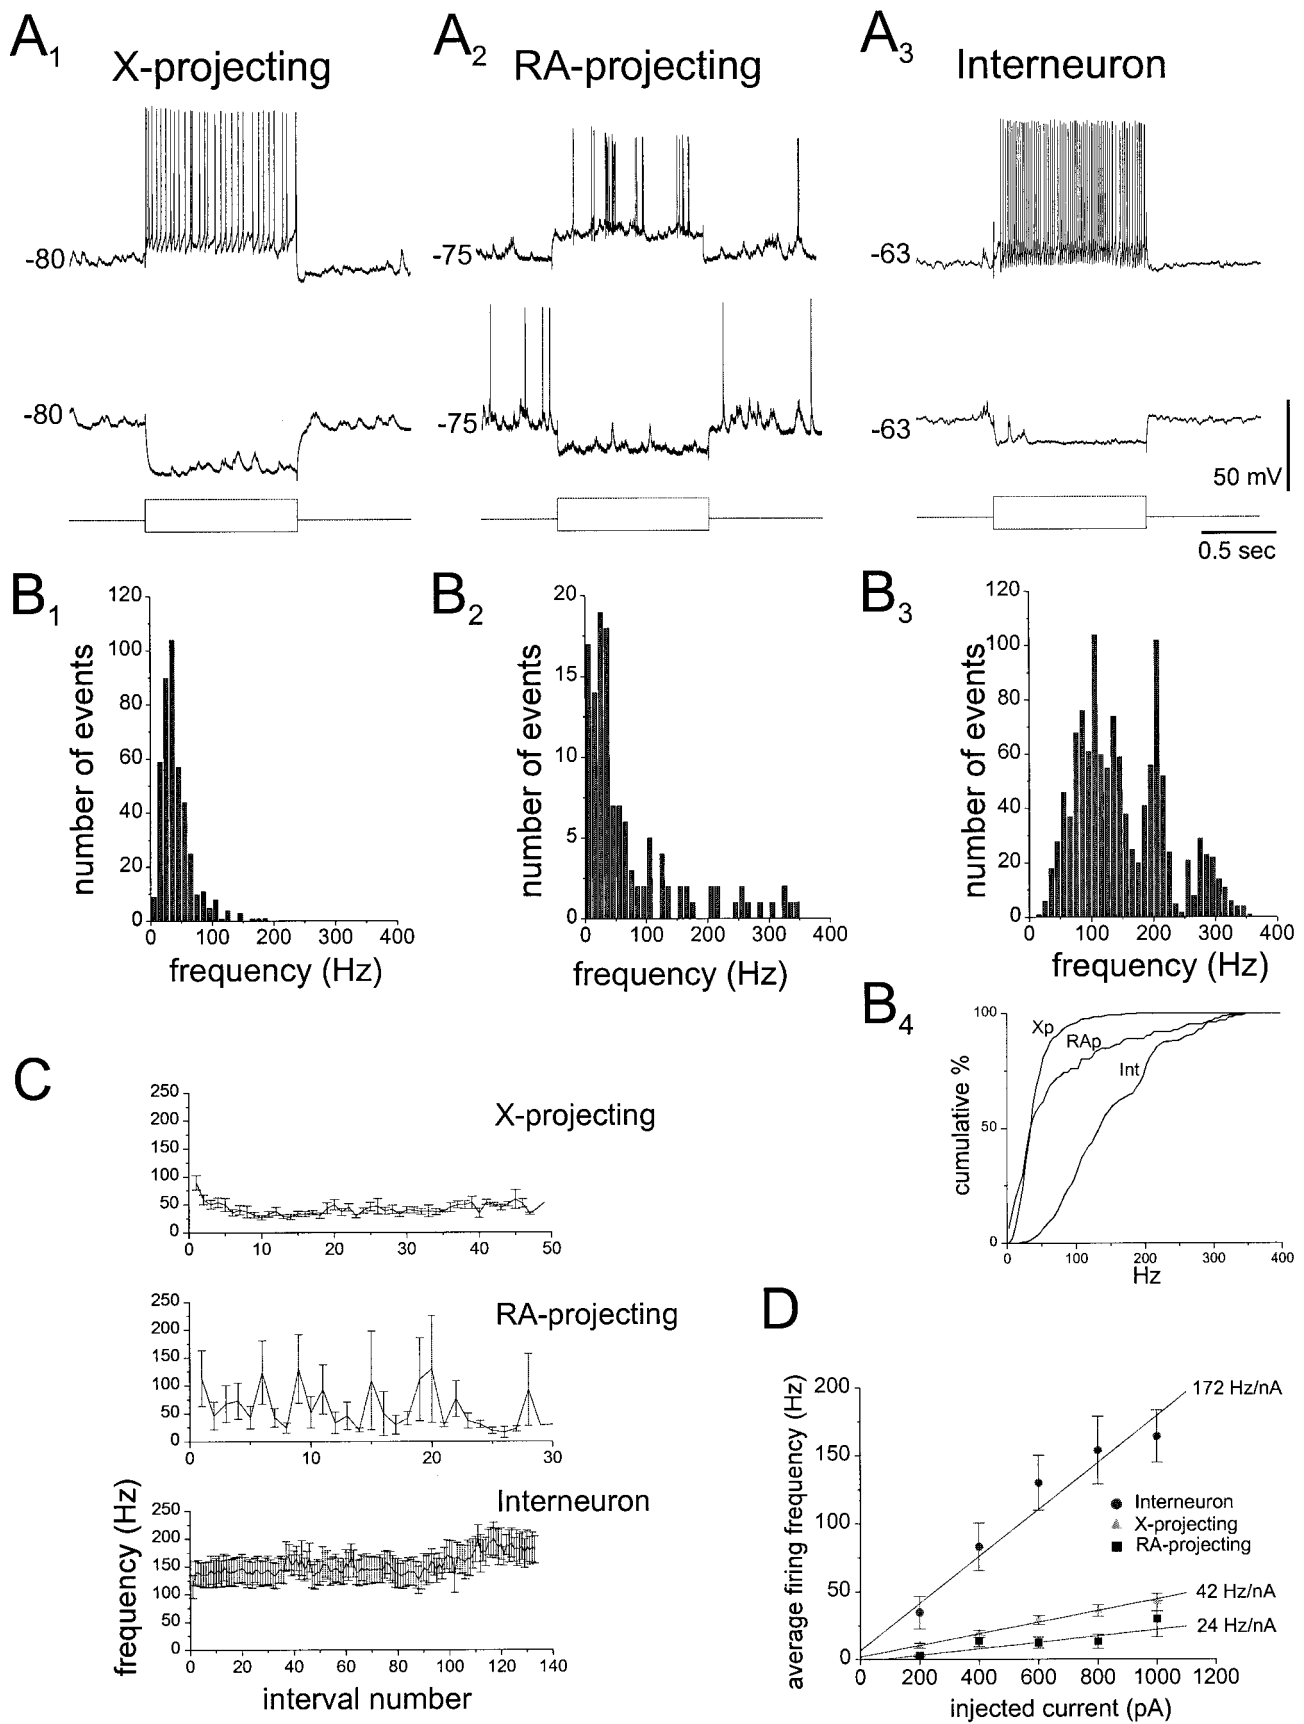 A1 X-projecting
A2 RA-projecting
A3 Interneuron
-80
-75
-63
-80
-75
-63
50 mV
0.5 sec
B1
number of events
120
100
80
60
40
20
0
0 100 200 300 400
frequency (Hz)
B2
number of events
20
15
10
5
0
0 100 200 300 400
frequency (Hz)
B3
number of events
120
100
80
60
40
20
0
0 100 200 300 400
frequency (Hz)
B4
cumulative %
100
50
0
Xp
RAp
Int
0 100 200 300 400
Hz
C
X-projecting
250
200
150
100
50
0
0 10 20 30 40 50
RA-projecting
250
200
150
100
50
0
0 10 20 30
Interneuron
frequency (Hz)
250
200
150
100
50
0
0 20 40 60 80 100 120 140
interval number
D
average firing frequency (Hz)
200
150
100
50
0
172 Hz/nA
Interneuron
X-projecting
RA-projecting
42 Hz/nA
24 Hz/nA
0 200 400 600 800 1000 1200
injected current (pA)